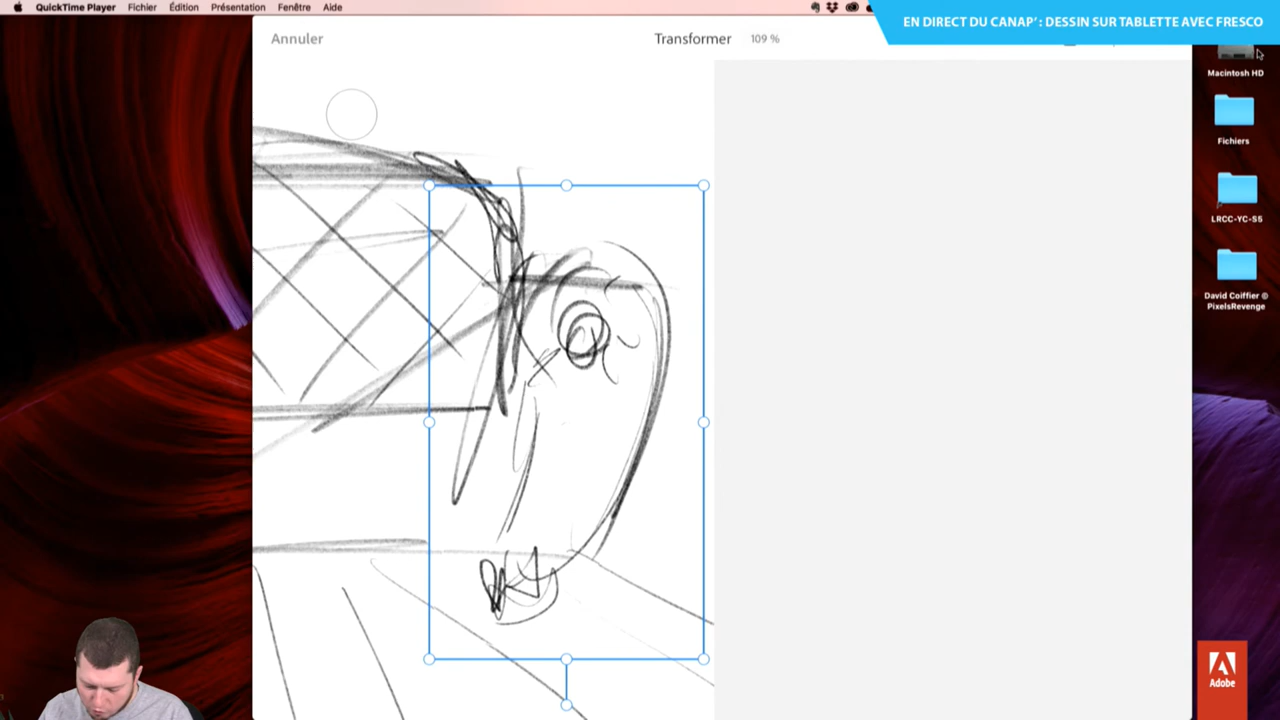 QuickTime Player Fichier Édition Présentation Fenêtre Aide
EN DIRECT DU CANAP' : DESSIN SUR TABLETTE AVEC FRESCO
Annuler
Transformer 109 %
Macintosh HD
Fichiers
LRCC-YC-S5
David Coiffier ©
PixelsRevenge
Adobe